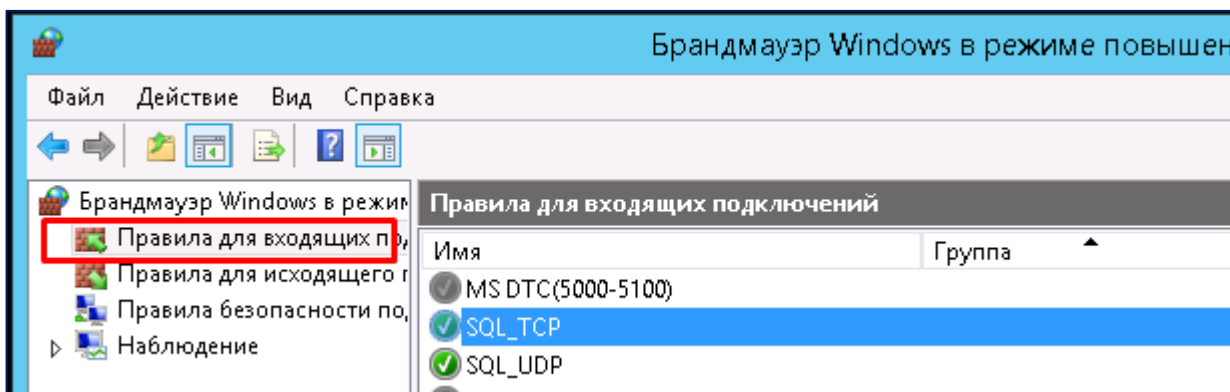 Брандмауэр Windows в режиме повышен
Файл Действие Вид Справка
Брандмауэр Windows в режим
Правила для входящих под
Правила для исходящего п
Правила безопасности по,
Наблюдение
Правила для входящих подключений
Имя Группа
MS DTC(5000-5100)
SQL_TCP
SQL_UDP